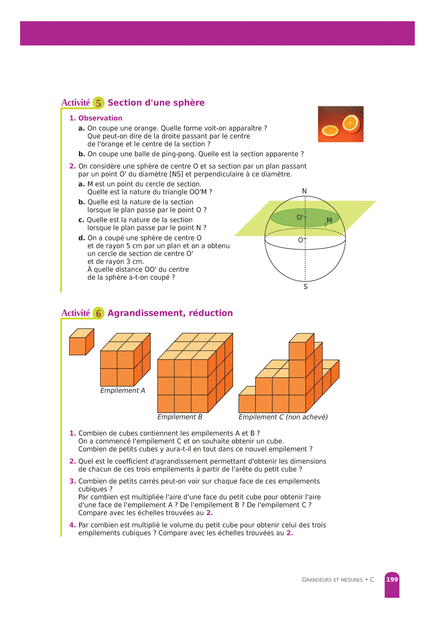 Activité 5 Section d'une sphère
1. Observation
a. On coupe une orange. Quelle forme voit-on apparaître ?
Que peut-on dire de la droite passant par le centre
de l'orange et le centre de la section ?
b. On coupe une balle de ping-pong. Quelle est la section apparente ?
2. On considère une sphère de centre O et sa section par un plan passant
par un point O' du diamètre [NS] et perpendiculaire à ce diamètre.
a. M est un point du cercle de section.
Quelle est la nature du triangle OO'M ?
b. Quelle est la nature de la section
lorsque le plan passe par le point O ?
c. Quelle est la nature de la section
lorsque le plan passe par le point N ?
d. On a coupé une sphère de centre O
et de rayon 5 cm par un plan et on a obtenu
un cercle de section de centre O'
et de rayon 3 cm.
À quelle distance OO' du centre
de la sphère a-t-on coupé ?
N
O'
M
O
S
Activité 6 Agrandissement, réduction
Empilement A
Empilement B
Empilement C (non achevé)
1. Combien de cubes contiennent les empilements A et B ?
On a commencé l'empilement C et on souhaite obtenir un cube.
Combien de petits cubes y aura-t-il en tout dans ce nouvel empilement ?
2. Quel est le coefficient d'agrandissement permettant d'obtenir les dimensions
de chacun de ces trois empilements à partir de l'arête du petit cube ?
3. Combien de petits carrés peut-on voir sur chaque face de ces empilements
cubiques ?
Par combien est multipliée l'aire d'une face du petit cube pour obtenir l'aire
d'une face de l'empilement A ? De l'empilement B ? De l'empilement C ?
Compare avec les échelles trouvées au 2.
4. Par combien est multiplié le volume du petit cube pour obtenir celui des trois
empilements cubiques ? Compare avec les échelles trouvées au 2.
GRANDEURS ET MESURES • C 199